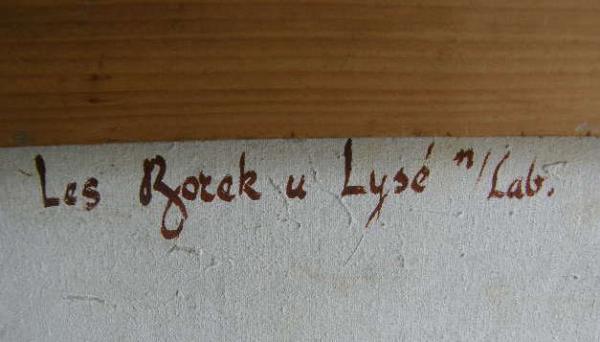 Les Borek u Lysé n/Lab.